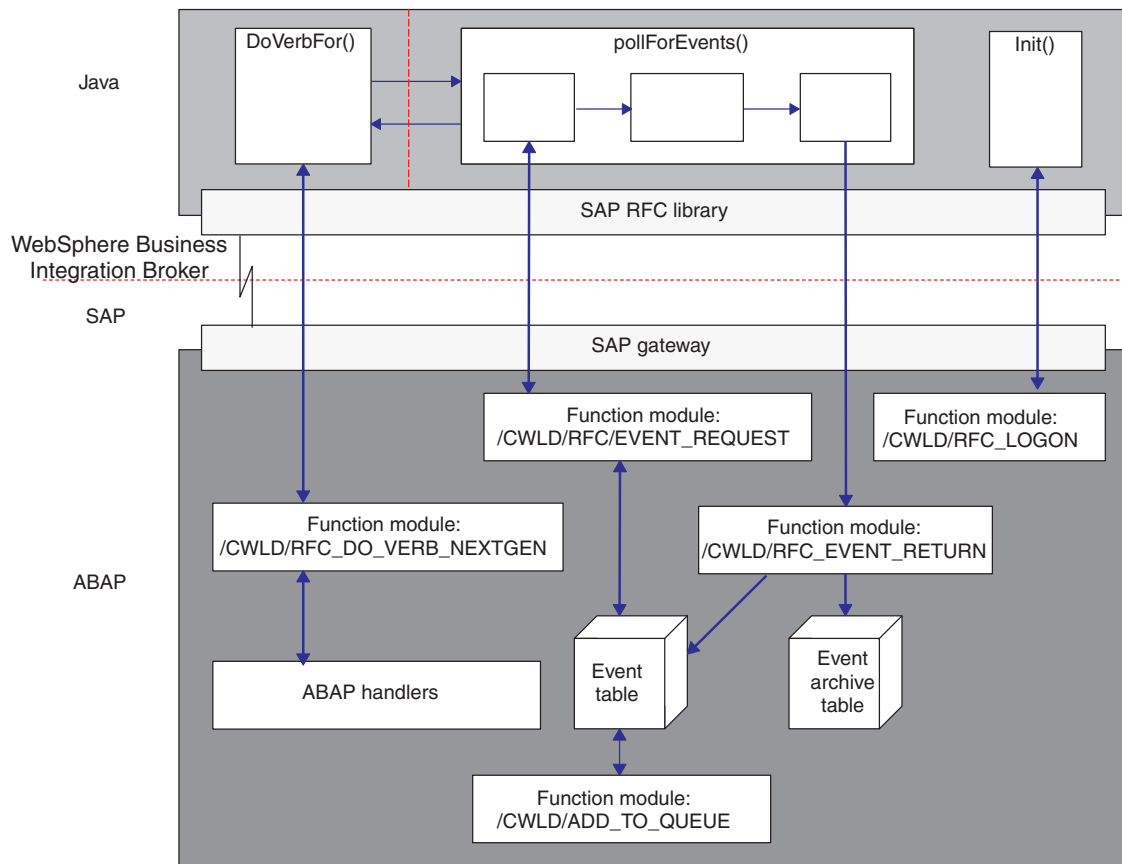 DoVerbFor()
pollForEvents()
Init()
Java
SAP RFC library
WebSphere Business
Integration Broker
SAP
SAP gateway
Function module:
/CWLD/RFC/EVENT_REQUEST
Function module:
/CWLD/RFC_LOGON
Function module:
/CWLD/RFC_DO_VERB_NEXTGEN
Function module:
/CWLD/RFC_EVENT_RETURN
ABAP
ABAP handlers
Event
table
Event
archive
table
Function module:
/CWLD/ADD_TO_QUEUE